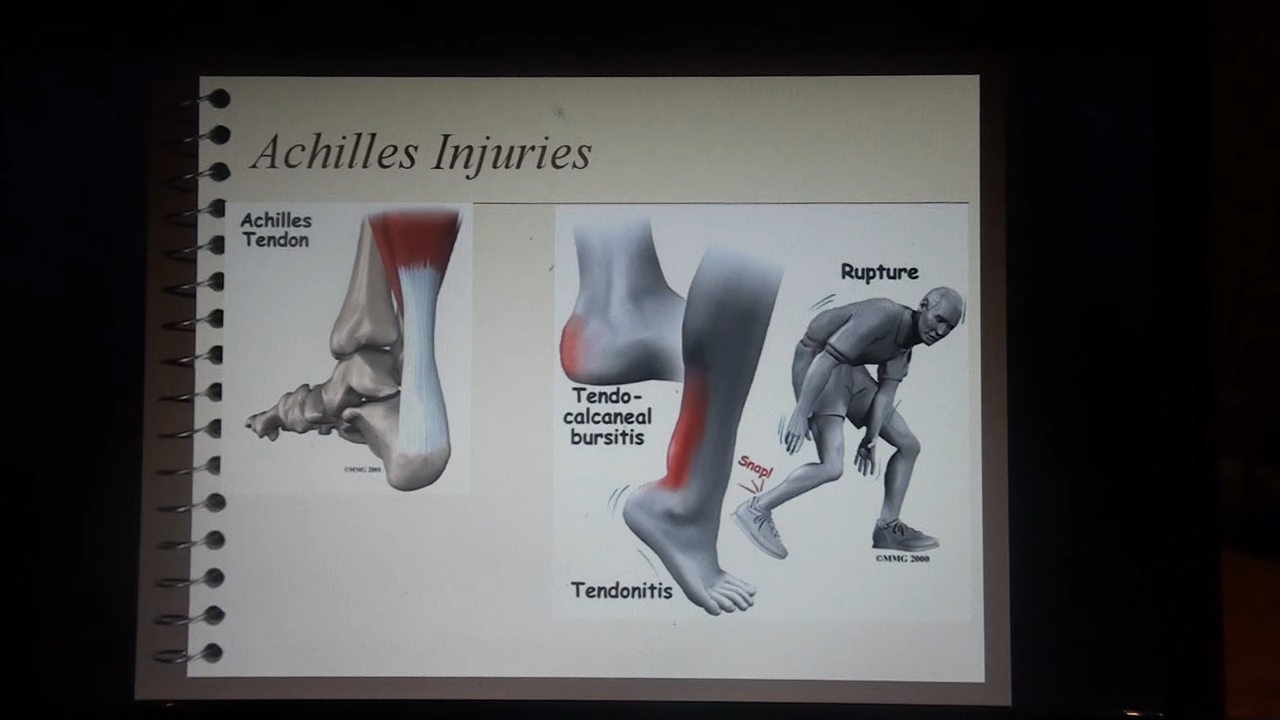 Achilles Injuries
Achilles
Tendon
©MMG 2000
Tendo-
calcaneal
bursitis
Tendonitis
Rupture
Snap!
©MMG 2000